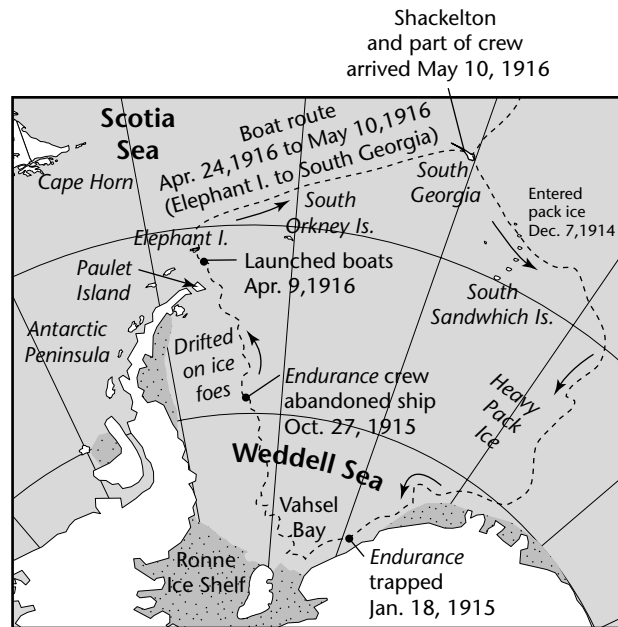 Shackelton
and part of crew
arrived May 10, 1916
Scotia
Sea
Cape Horn
Boat route
Apr. 24,1916 to May 10,1916
(Elephant I. to South Georgia)
South
Georgia
Entered
pack ice
Dec. 7,1914
South
Orkney Is.
Elephant I.
Launched boats
Apr. 9,1916
Paulet
Island
South
Sandwhich Is.
Antarctic
Peninsula
Drifted
on ice
foes
Endurance crew
abandoned ship
Oct. 27, 1915
Heavy
Pack
Ice
Weddell Sea
Vahsel
Bay
Ronne
Ice Shelf
Endurance
trapped
Jan. 18, 1915